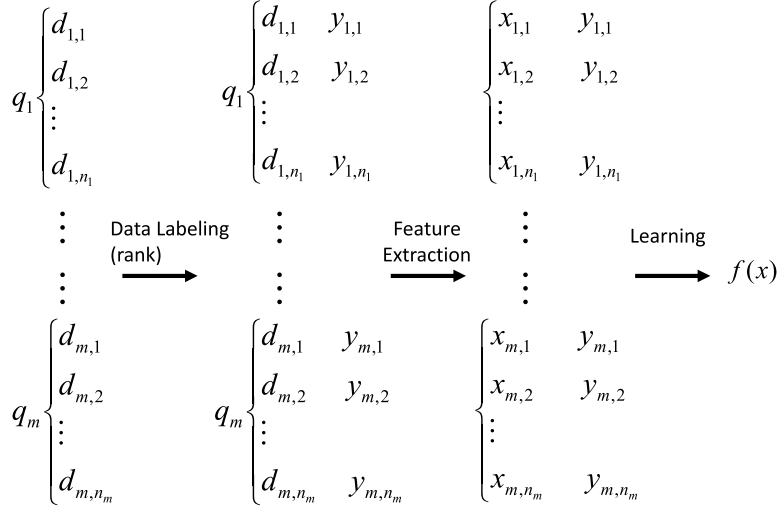 d_{1,1} d_{1,1} y_{1,1} x_{1,1} y_{1,1}
d_{1,2} d_{1,2} y_{1,2} x_{1,2} y_{1,2}
q_1 { ⋮ q_1 { ⋮ { ⋮
d_{1,n_1} d_{1,n_1} y_{1,n_1} x_{1,n_1} y_{1,n_1}
⋮ ⋮ ⋮
Data Labeling
(rank)
Feature
Extraction
Learning
f(x)
⋮ ⋮ ⋮
d_{m,1} d_{m,1} y_{m,1} x_{m,1} y_{m,1}
d_{m,2} d_{m,2} y_{m,2} x_{m,2} y_{m,2}
q_m { ⋮ q_m { ⋮ { ⋮
d_{m,n_m} d_{m,n_m} y_{m,n_m} x_{m,n_m} y_{m,n_m}